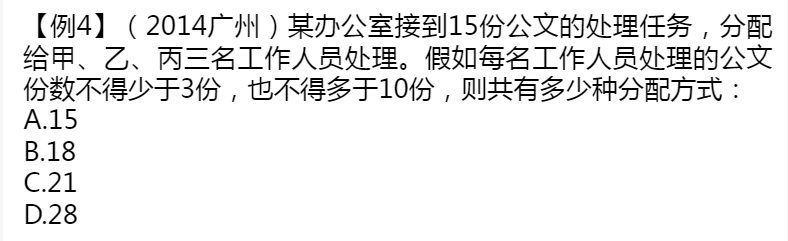 【例4】（2014广州）某办公室接到15份公文的处理任务，分配
给甲、乙、丙三名工作人员处理。假如每名工作人员处理的公文
份数不得少于3份，也不得多于10份，则共有多少种分配方式：
A.15
B.18
C.21
D.28